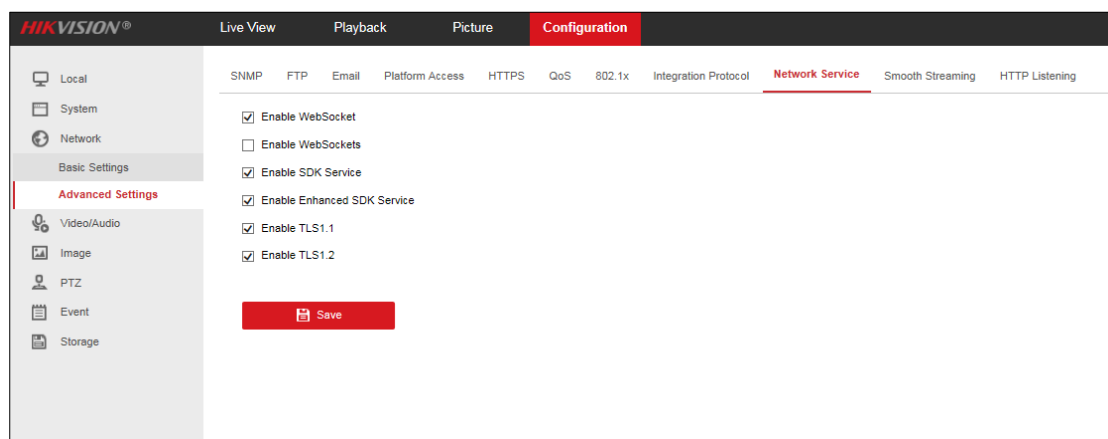 HIKVISION® Live View Playback Picture Configuration
Local
System
Network
Basic Settings
Advanced Settings
Video/Audio
Image
PTZ
Event
Storage
SNMP FTP Email Platform Access HTTPS QoS 802.1x Integration Protocol Network Service Smooth Streaming HTTP Listening
Enable WebSocket
Enable WebSockets
Enable SDK Service
Enable Enhanced SDK Service
Enable TLS1.1
Enable TLS1.2
Save